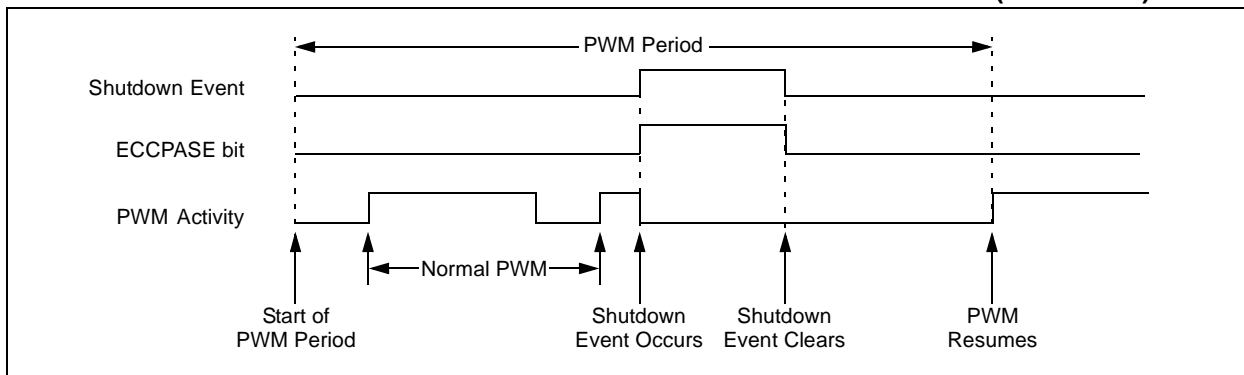 PWM Period
Shutdown Event
ECCPASE bit
PWM Activity
Normal PWM
Start of
PWM Period
Shutdown
Event Occurs
Shutdown
Event Clears
PWM
Resumes